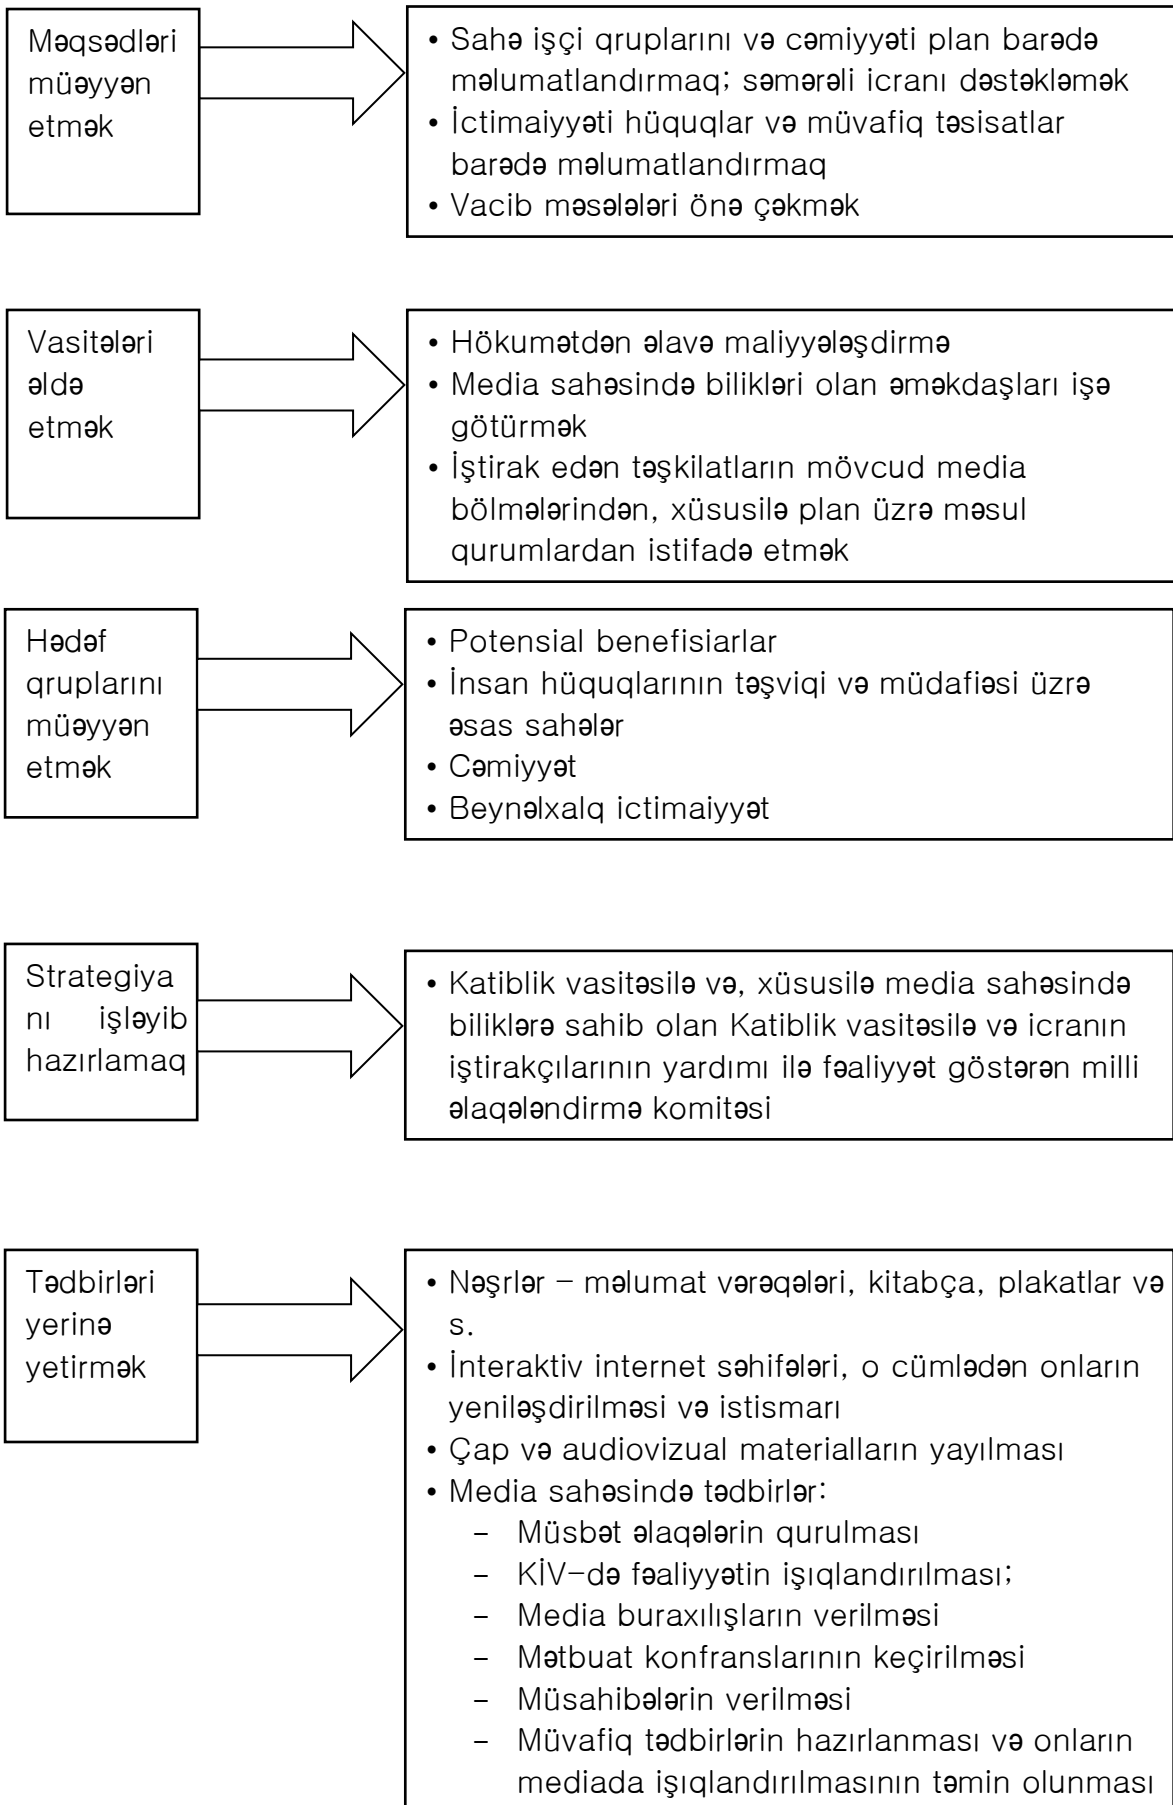 Məqsədləri
müəyyən
etmək
• Sahə işçi qruplarını və cəmiyyəti plan barədə
məlumatlandırmaq; səmərəli icranı dəstəkləmək
• İctimaiyyəti hüquqlar və müvafiq təsisatlar
barədə məlumatlandırmaq
• Vacib məsələləri önə çəkmək
Vasitələri
əldə
etmək
• Hökumətdən əlavə maliyyələşdirmə
• Media sahəsində bilikləri olan əməkdaşları işə
götürmək
• İştirak edən təşkilatların mövcud media
bölmələrindən, xüsusilə plan üzrə məsul
qurumlardan istifadə etmək
Hədəf
qruplarını
müəyyən
etmək
• Potensial benefisiarlar
• İnsan hüquqlarının təşviqi və müdafiəsi üzrə
əsas sahələr
• Cəmiyyət
• Beynəlxalq ictimaiyyət
Strategiya
nı işləyib
hazırlamaq
• Katiblik vasitəsilə və, xüsusilə media sahəsində
biliklərə sahib olan Katiblik vasitəsilə və icranın
iştirakçılarının yardımı ilə fəaliyyət göstərən milli
əlaqələndirmə komitəsi
Tədbirləri
yerinə
yetirmək
• Nəşrlər – məlumat vərəqələri, kitabça, plakatlar və
s.
• İnteraktiv internet səhifələri, o cümlədən onların
yeniləşdirilməsi və istismarı
• Çap və audiovizual materialların yayılması
• Media sahəsində tədbirlər:
– Müsbət əlaqələrin qurulması
– KİV-də fəaliyyətin işıqlandırılması;
– Media buraxılışların verilməsi
– Mətbuat konfranslarının keçirilməsi
– Müsahibələrin verilməsi
– Müvafiq tədbirlərin hazırlanması və onların
mediada işıqlandırılmasının təmin olunması